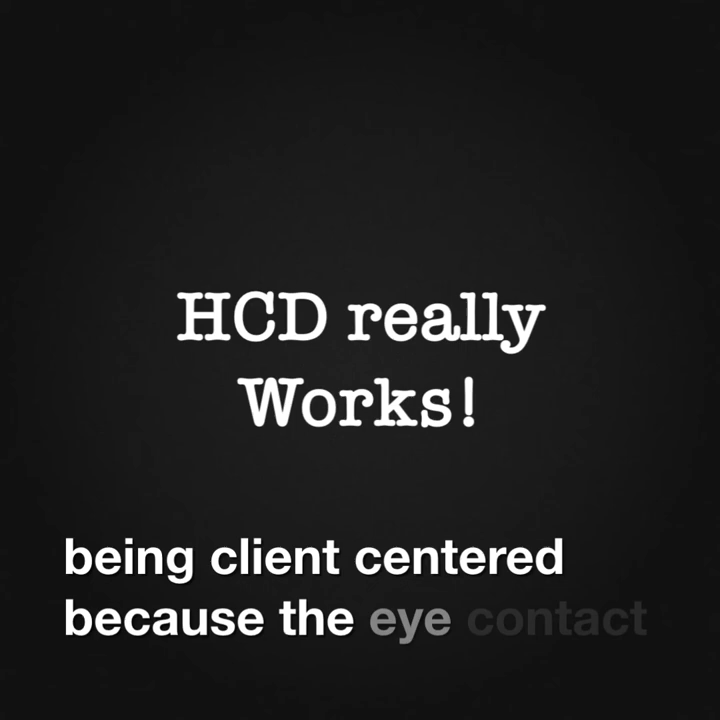 HCD really
Works!
being client centered
because the eye contact